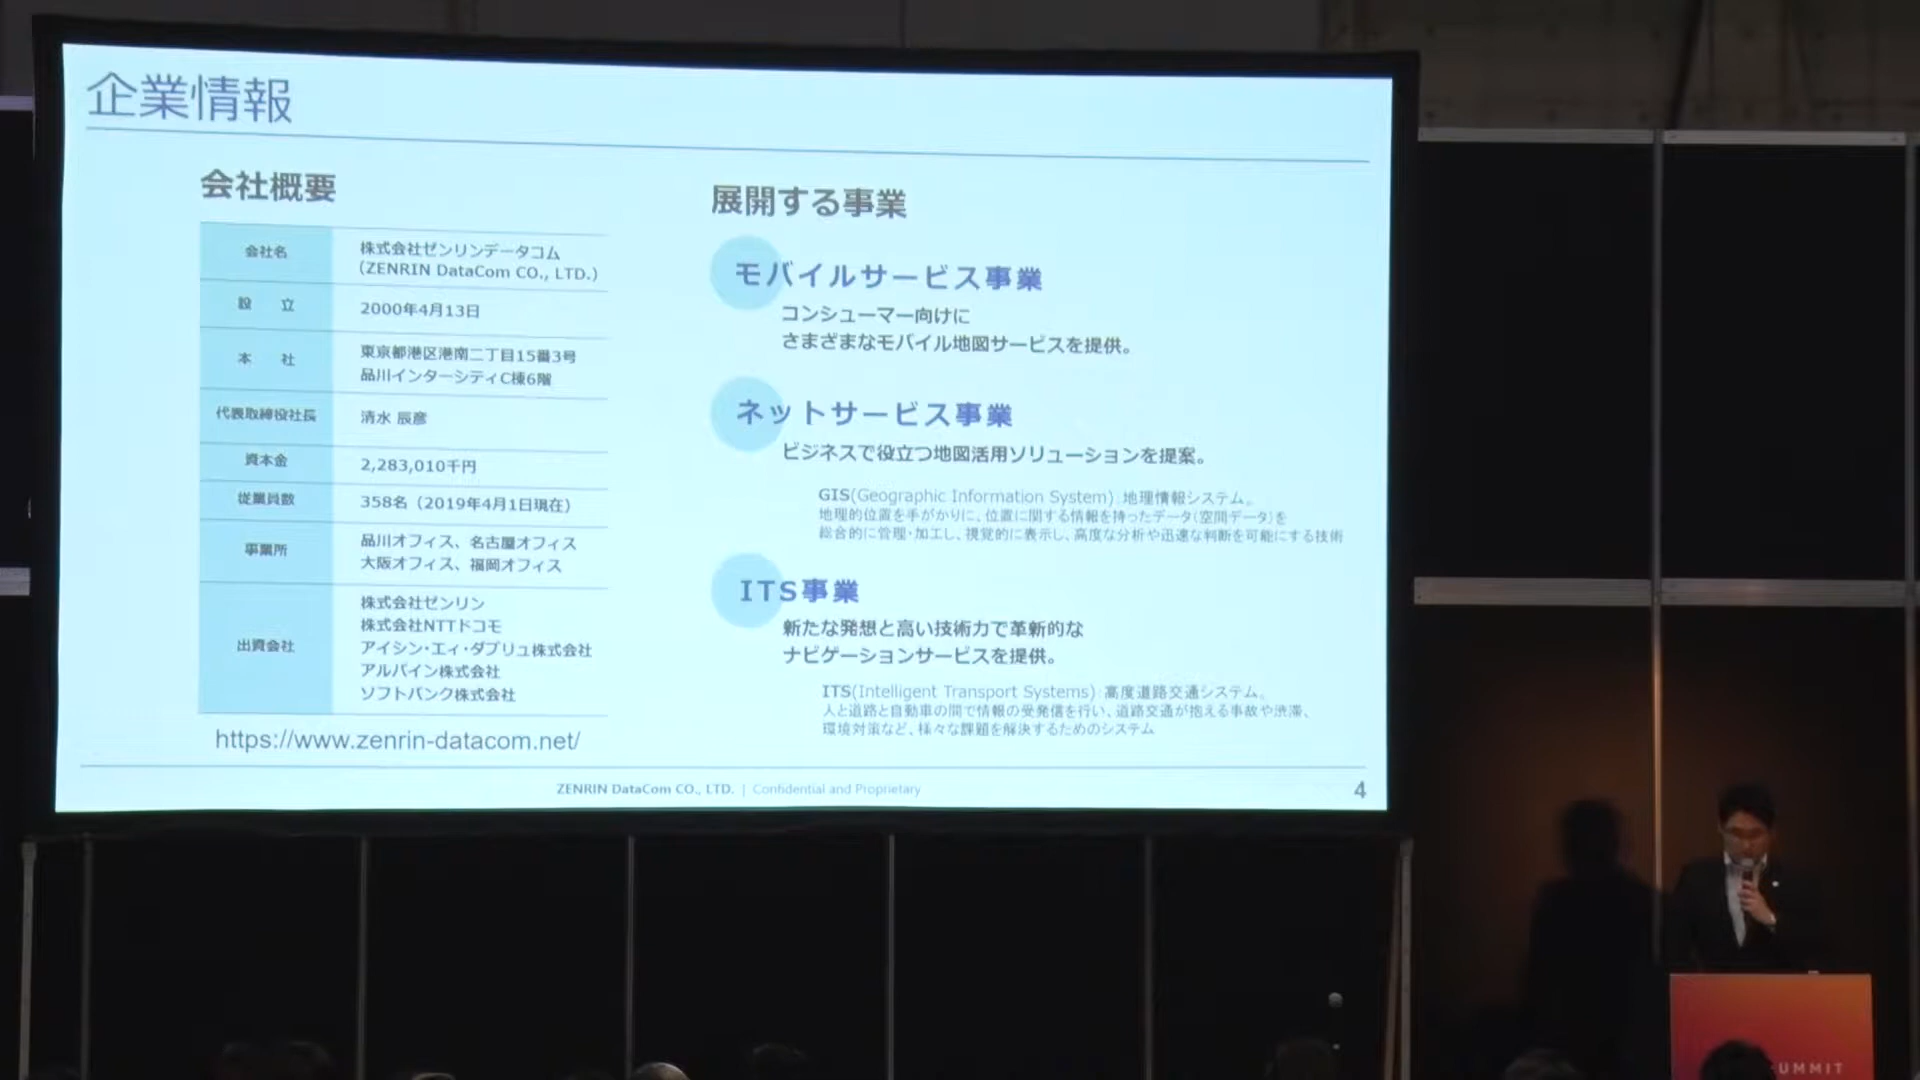 企業情報
会社概要
会社名
株式会社ゼンリンデータコム
(ZENRIN DataCom CO., LTD.)
設 立
2000年4月13日
本 社
東京都港区港南二丁目15番3号
品川インターシティC棟6階
代表取締役社長
清水 辰彦
資本金
2,283,010千円
従業員数
358名（2019年4月1日現在）
事業所
品川オフィス、名古屋オフィス
大阪オフィス、福岡オフィス
出資会社
株式会社ゼンリン
株式会社NTTドコモ
アイシン・エィ・ダブリュ株式会社
アルパイン株式会社
ソフトバンク株式会社
https://www.zenrin-datacom.net/
展開する事業
モバイルサービス事業
コンシューマー向けに
さまざまなモバイル地図サービスを提供。
ネットサービス事業
ビジネスで役立つ地図活用ソリューションを提案。
GIS(Geographic Information System) 地理情報システム。
地理的位置を手がかりに、位置に関する情報を持ったデータ(空間データ)を
総合的に管理・加工し、視覚的に表示し、高度な分析や迅速な判断を可能にする技術
ITS事業
新たな発想と高い技術力で革新的な
ナビゲーションサービスを提供。
ITS(Intelligent Transport Systems) 高度道路交通システム。
人と道路と自動車の間で情報の受発信を行い、道路交通が抱える事故や渋滞、
環境対策など、様々な課題を解決するためのシステム
ZENRIN DataCom CO., LTD. | Confidential and Proprietary
4
SUMMIT